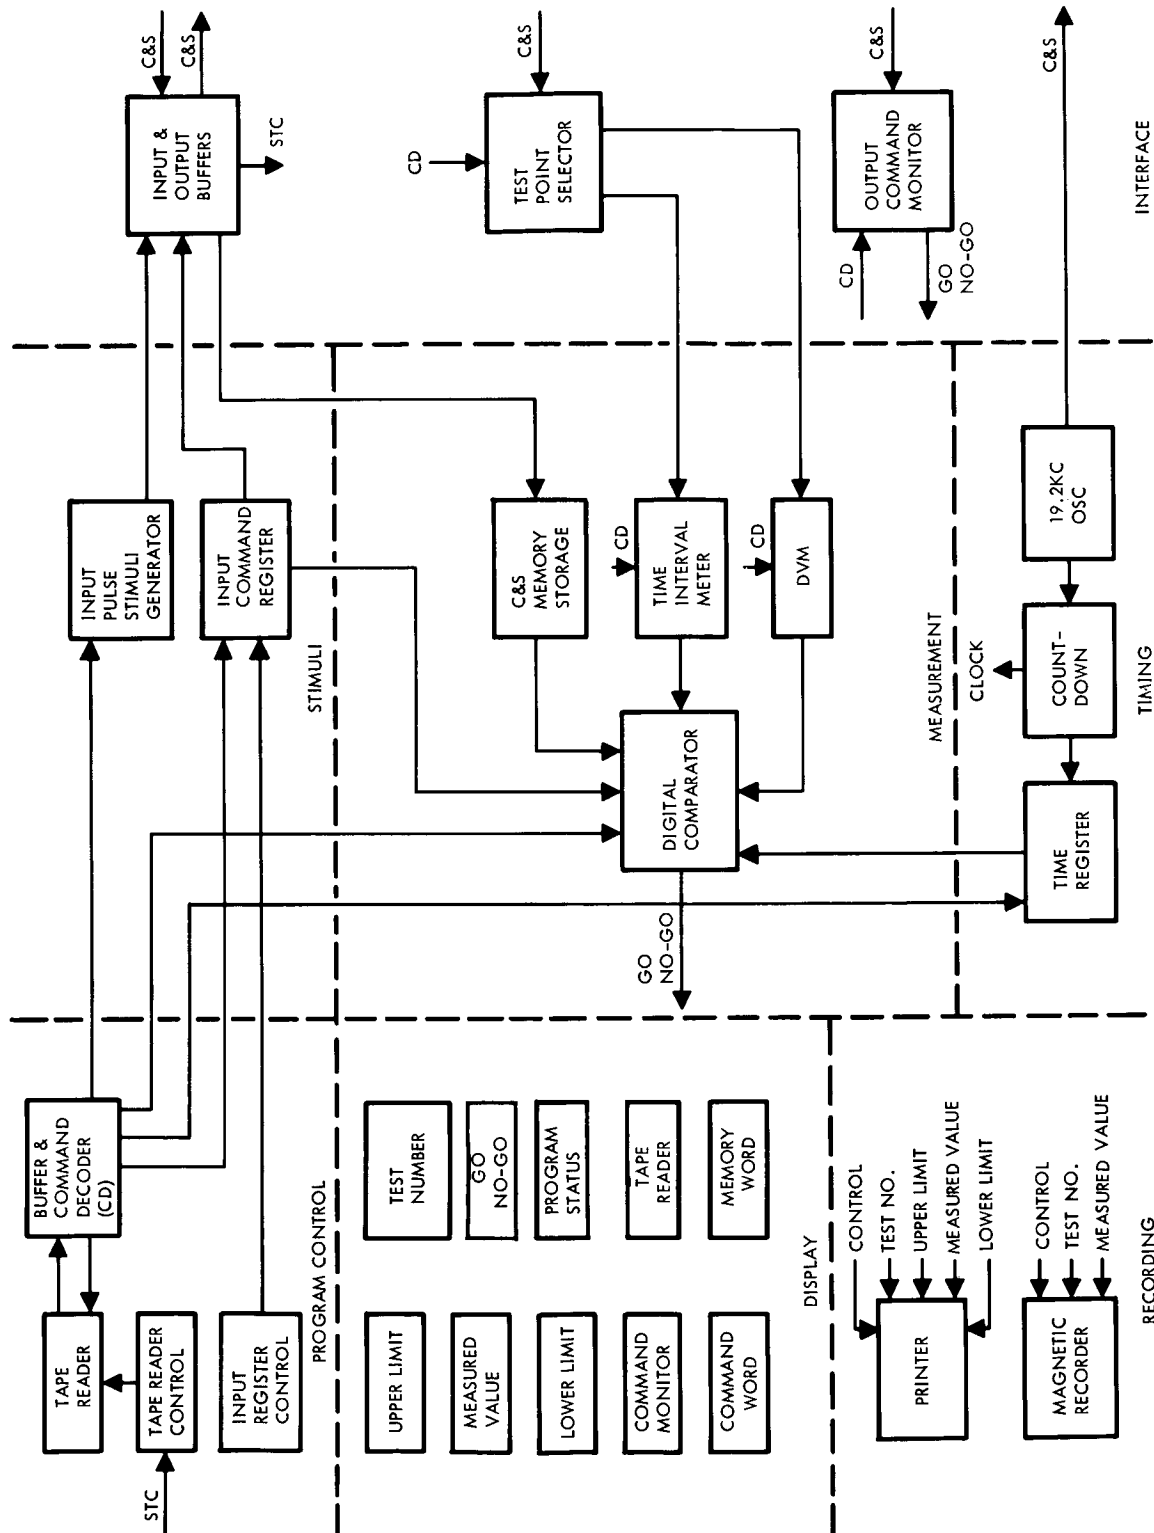 STC
TAPE
READER
TAPE READER
CONTROL
INPUT
REGISTER
CONTROL
BUFFER &
COMMAND
DECODER
(CD)
PROGRAM CONTROL
INPUT
PULSE
STIMULI
GENERATOR
INPUT
COMMAND
REGISTER
STIMULI
INPUT &
OUTPUT
BUFFERS
C&S
C&S
STC
UPPER LIMIT
MEASURED
VALUE
LOWER LIMIT
COMMAND
MONITOR
COMMAND
WORD
TEST
NUMBER
GO
NO-GO
PROGRAM
STATUS
TAPE
READER
MEMORY
WORD
DISPLAY
GO
NO-GO
DIGITAL
COMPARATOR
C&S
MEMORY
STORAGE
CD
TIME
INTERVAL
METER
CD
DVM
MEASUREMENT
CD
TEST
POINT
SELECTOR
C&S
CD
OUTPUT
COMMAND
MONITOR
C&S
GO
NO-GO
PRINTER
CONTROL
TEST NO.
UPPER LIMIT
MEASURED VALUE
LOWER LIMIT
MAGNETIC
RECORDER
CONTROL
TEST NO.
MEASURED VALUE
RECORDING
TIME
REGISTER
CLOCK
COUNT-
DOWN
19.2KC
OSC
TIMING
C&S
INTERFACE